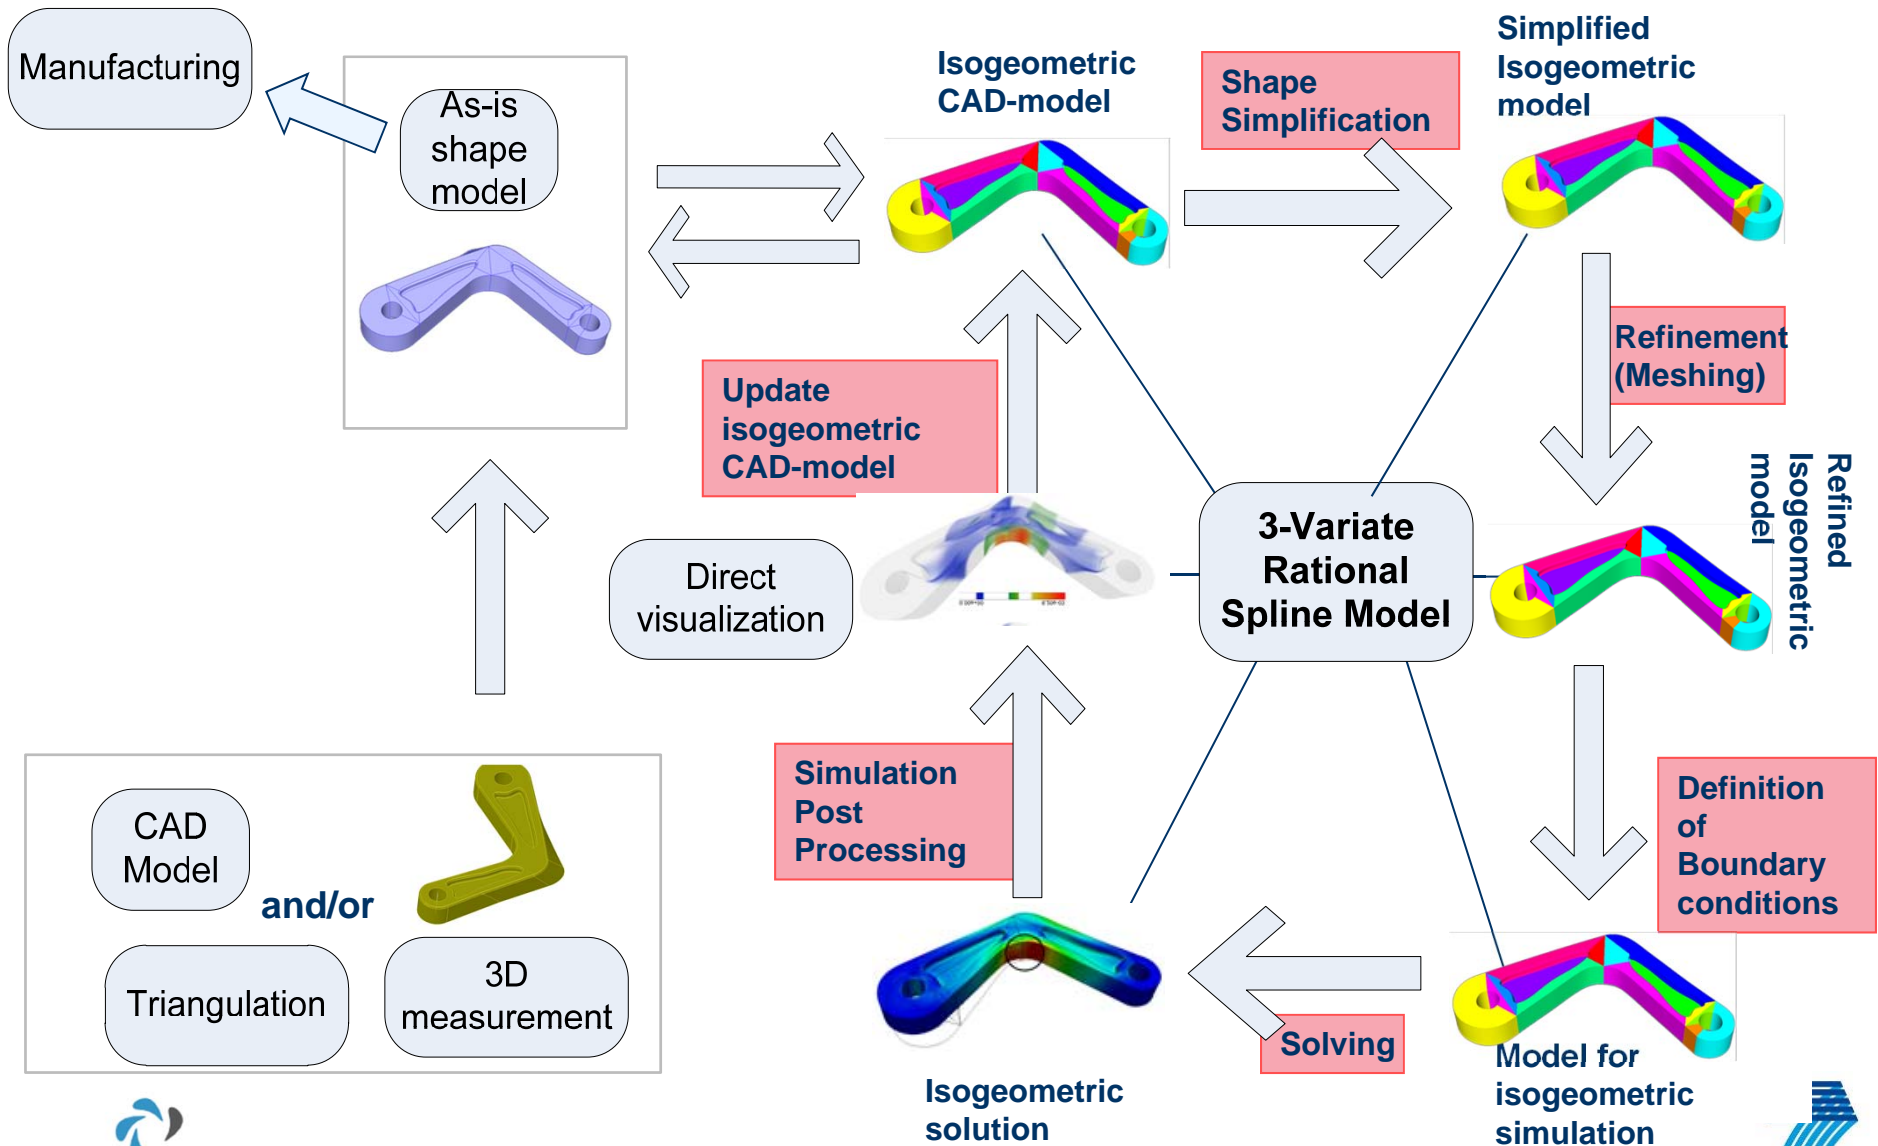 Manufacturing
As-is
shape
model
Isogeometric
CAD-model
Shape
Simplification
Simplified
Isogeometric
model
Refinement
(Meshing)
Refined
Isogeometric
model
Update
isogeometric
CAD-model
Direct
visualization
3-Variate
Rational
Spline Model
Simulation
Post
Processing
Definition
of
Boundary
conditions
CAD
Model
and/or
Triangulation
3D
measurement
Solving
Isogeometric
solution
Model for
isogeometric
simulation